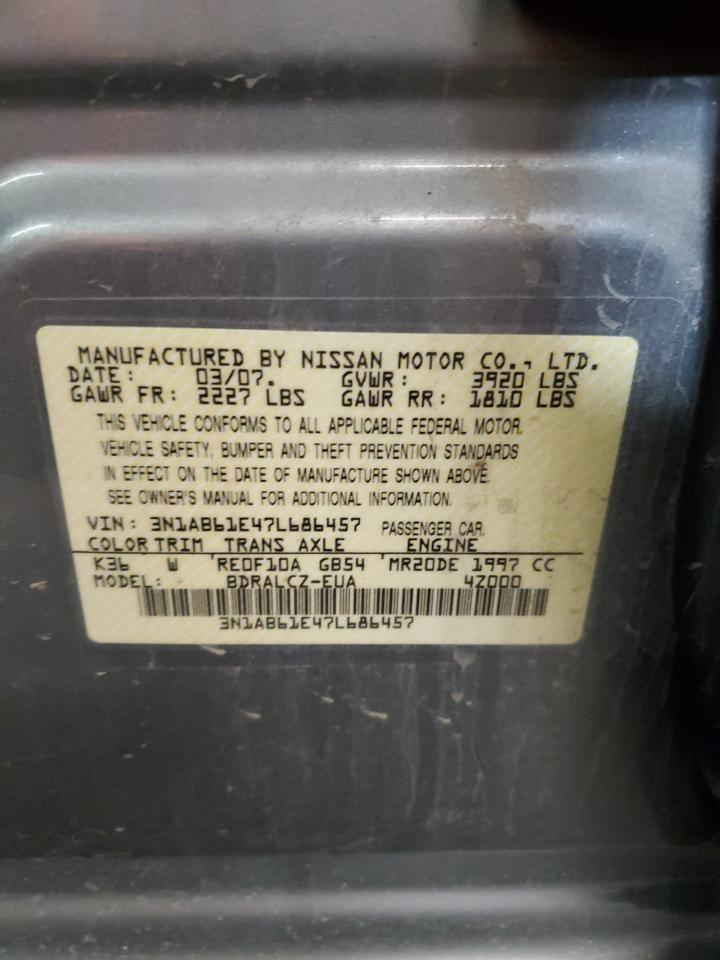 MANUFACTURED BY NISSAN MOTOR CO., LTD.
DATE: 03/07. GVWR: 3920 LBS
GAWR FR: 2227 LBS GAWR RR: 1810 LBS
THIS VEHICLE CONFORMS TO ALL APPLICABLE FEDERAL MOTOR.
VEHICLE SAFETY, BUMPER AND THEFT PREVENTION STANDARDS
IN EFFECT ON THE DATE OF MANUFACTURE SHOWN ABOVE.
SEE OWNER'S MANUAL FOR ADDITIONAL INFORMATION.
VIN: 3N1AB61E47L686457 PASSENGER CAR.
COLOR TRIM TRANS AXLE ENGINE
K36 W RE0F10A GB54 MR20DE 1997 CC
MODEL: BDRALCZ-EUA 4Z000
3N1AB61E47L686457